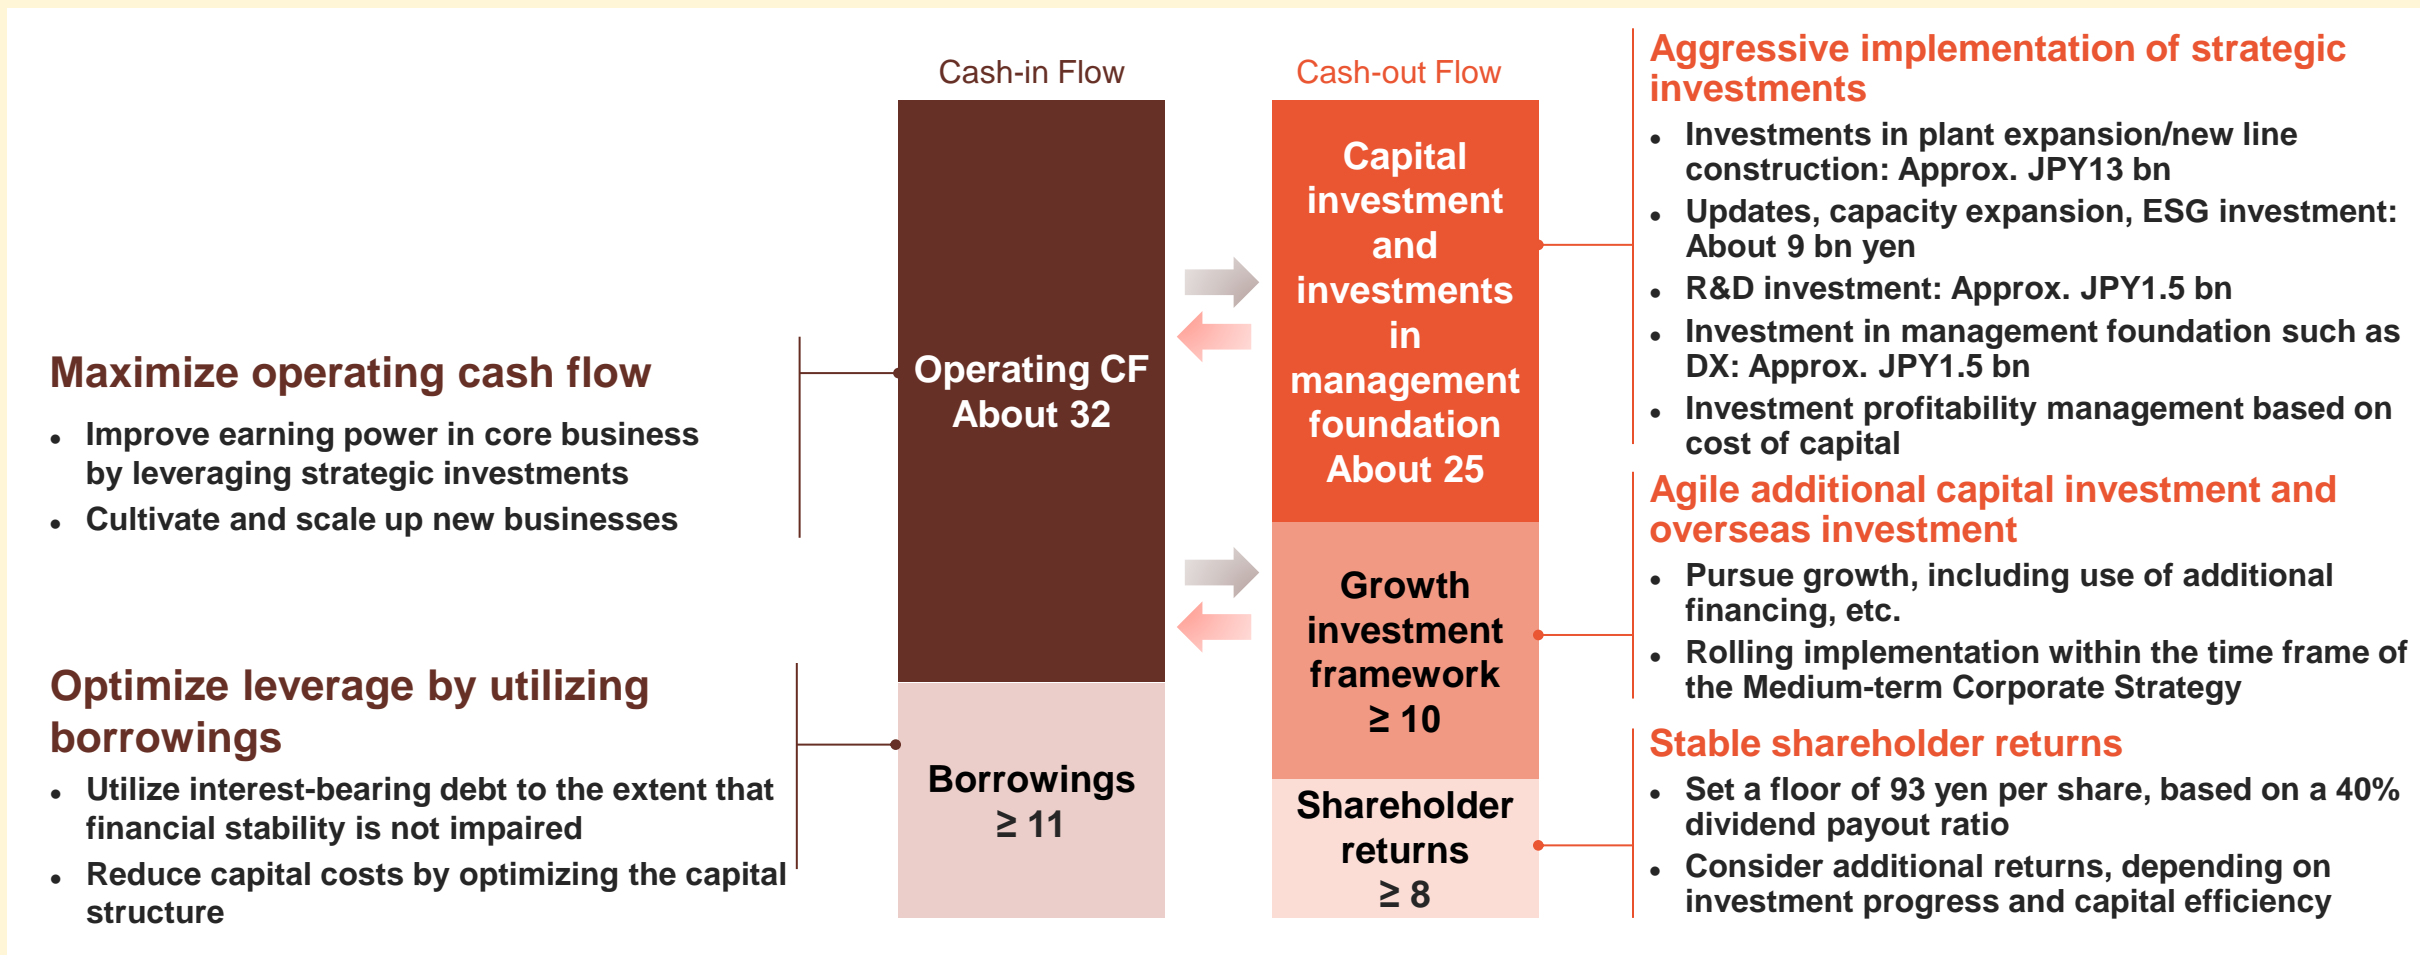 Cash-in Flow
Cash-out Flow
Maximize operating cash flow
• Improve earning power in core business
by leveraging strategic investments
• Cultivate and scale up new businesses
Optimize leverage by utilizing
borrowings
• Utilize interest-bearing debt to the extent that
financial stability is not impaired
• Reduce capital costs by optimizing the capital
structure
Operating CF
About 32
Borrowings
≥ 11
Capital
investment
and
investments
in
management
foundation
About 25
Growth
investment
framework
≥ 10
Shareholder
returns
≥ 8
Aggressive implementation of strategic
investments
• Investments in plant expansion/new line
construction: Approx. JPY13 bn
• Updates, capacity expansion, ESG investment:
About 9 bn yen
• R&D investment: Approx. JPY1.5 bn
• Investment in management foundation such as
DX: Approx. JPY1.5 bn
• Investment profitability management based on
cost of capital
Agile additional capital investment and
overseas investment
• Pursue growth, including use of additional
financing, etc.
• Rolling implementation within the time frame of
the Medium-term Corporate Strategy
Stable shareholder returns
• Set a floor of 93 yen per share, based on a 40%
dividend payout ratio
• Consider additional returns, depending on
investment progress and capital efficiency